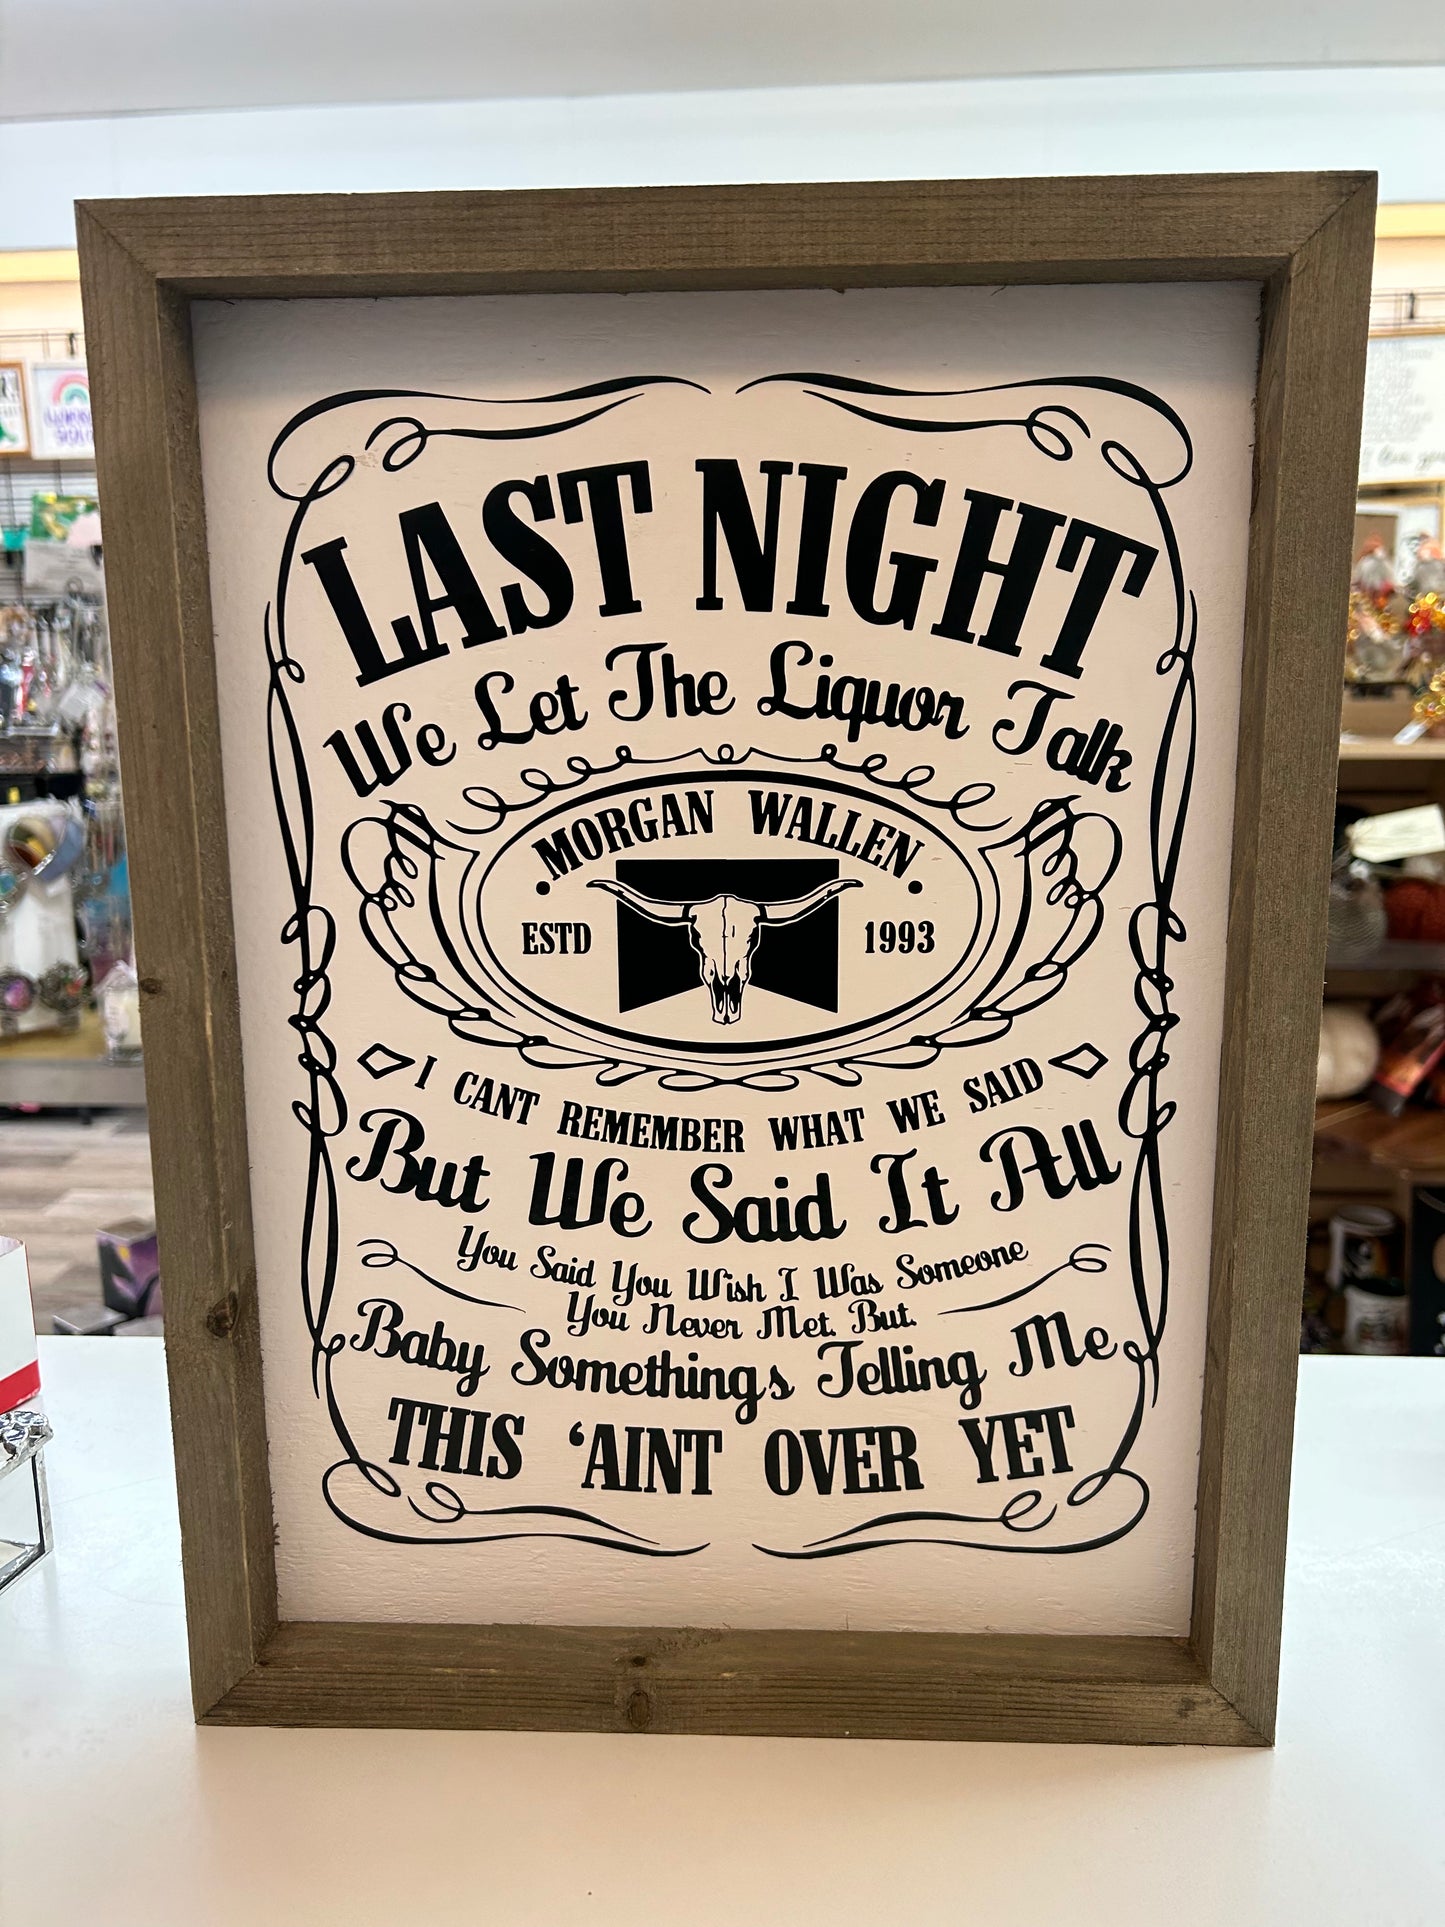 LAST NIGHT
We Let The Liquor Talk
MORGAN WALLEN
ESTD 1993
I CANT REMEMBER WHAT WE SAID
But We Said It All
You Said You Wish I Was Someone
You Never Met. But.
Baby Somethings Telling Me
THIS ‘AINT OVER YET